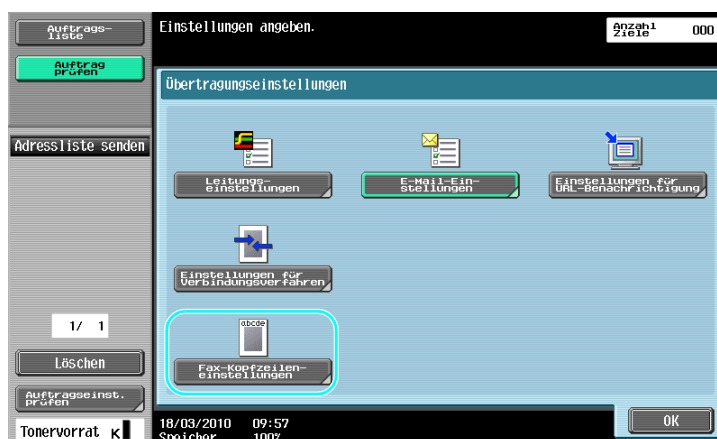 Auftrags-
liste
Auftrag
prüfen
Adressliste senden
1/ 1
Löschen
Auftragseinst.
prüfen
Tonervorrat K
Einstellungen angeben.
Anzahl
Ziele 000
Übertragungseinstellungen
Leitungs-
einstellungen
E-Mail-Ein-
stellungen
Einstellungen für
URL-Benachrichtigung
Einstellungen für
Verbindungsverfahren
abcde
Fax-Kopfzeilen-
einstellungen
18/03/2010 09:57
Speicher 100%
OK